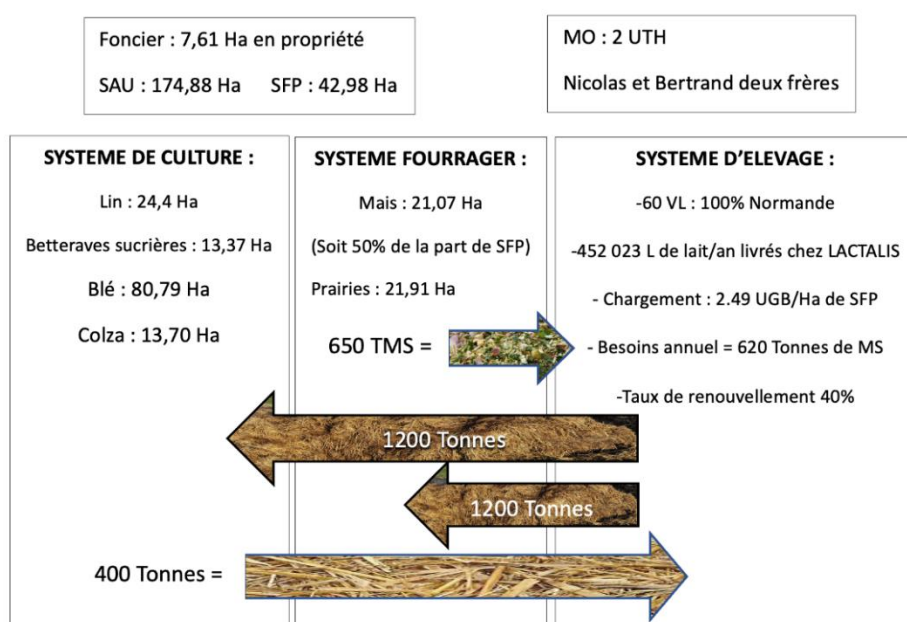 Foncier : 7,61 Ha en propriété
SAU : 174,88 Ha SFP : 42,98 Ha
MO : 2 UTH
Nicolas et Bertrand deux frères
SYSTEME DE CULTURE :
Lin : 24,4 Ha
Betteraves sucrières : 13,37 Ha
Blé : 80,79 Ha
Colza : 13,70 Ha
SYSTEME FOURRAGER :
Mais : 21,07 Ha
(Soit 50% de la part de SFP)
Prairies : 21,91 Ha
650 TMS =
SYSTEME D'ELEVAGE :
-60 VL : 100% Normande
-452 023 L de lait/an livrés chez LACTALIS
- Chargement : 2.49 UGB/Ha de SFP
- Besoins annuel = 620 Tonnes de MS
-Taux de renouvellement 40%
1200 Tonnes
1200 Tonnes
400 Tonnes =